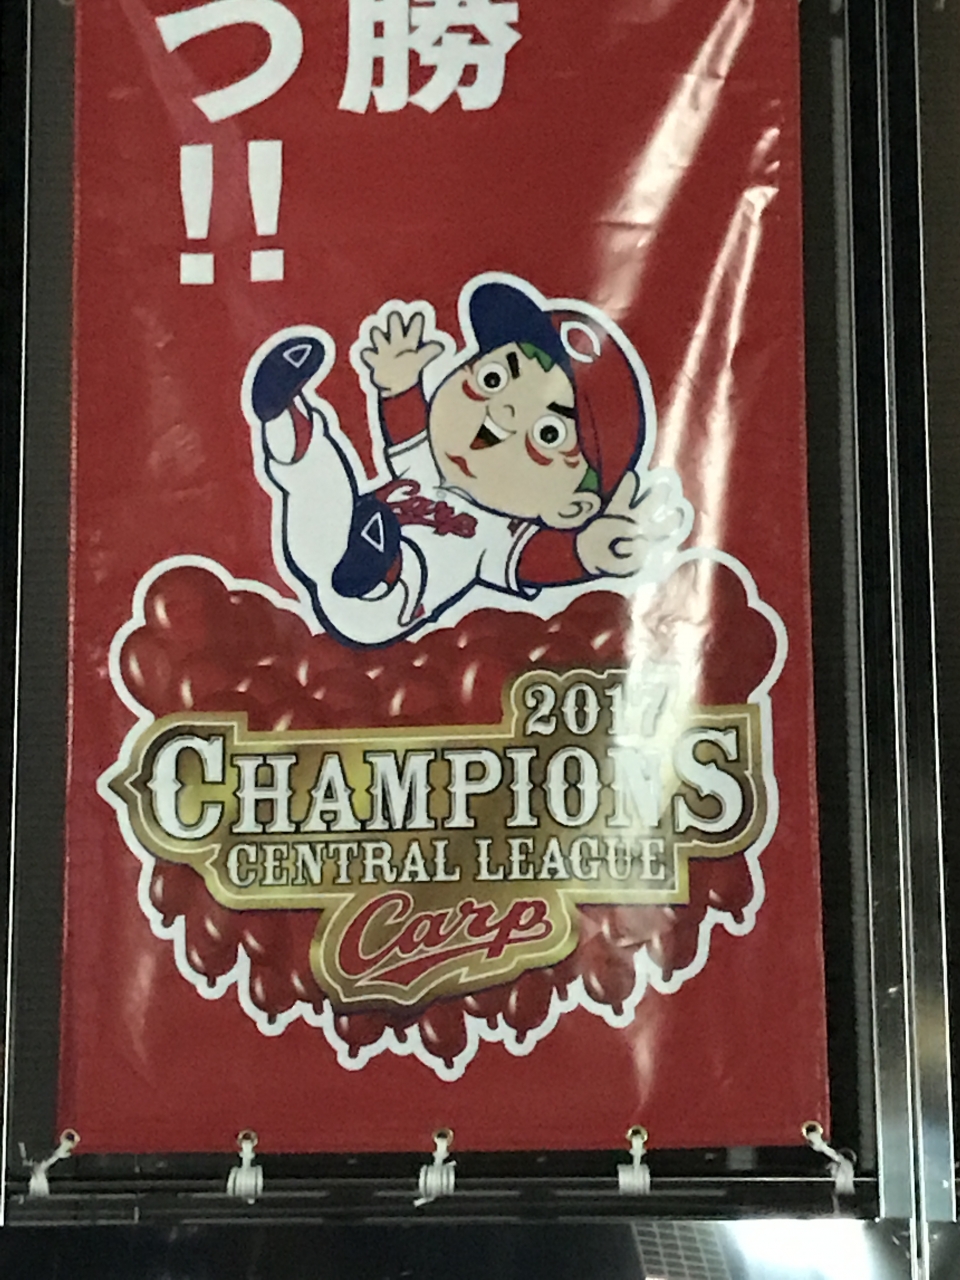 勝
つ
!!
C
Carp
2017
CHAMPIONS
CENTRAL LEAGUE
Carp